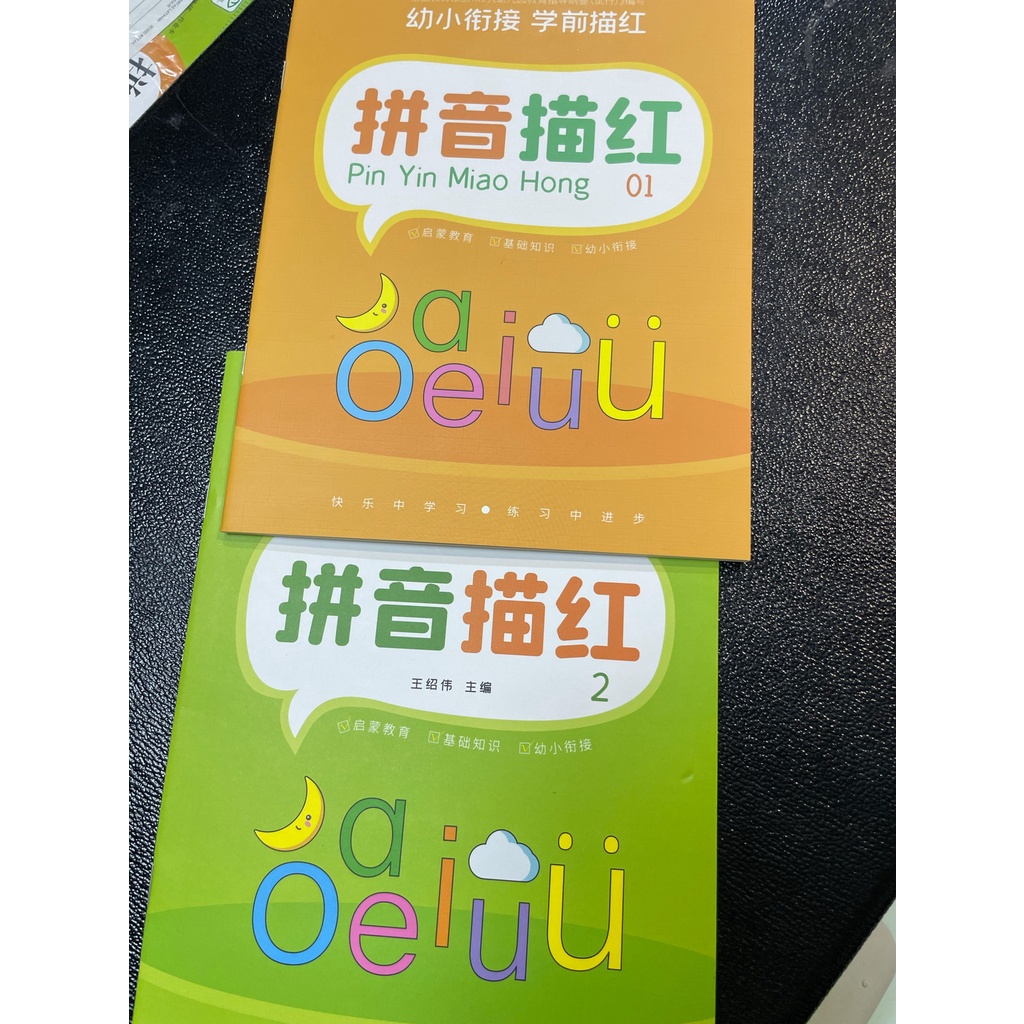 幼小衔接 学前描红
拼音描红
Pin Yin Miao Hong 01
启蒙教育 基础知识 幼小衔接
a
o e i u ü
快乐中学习●练习中进步
拼音描红
王绍伟 主编 2
启蒙教育 基础知识 幼小衔接
a
o e i u ü